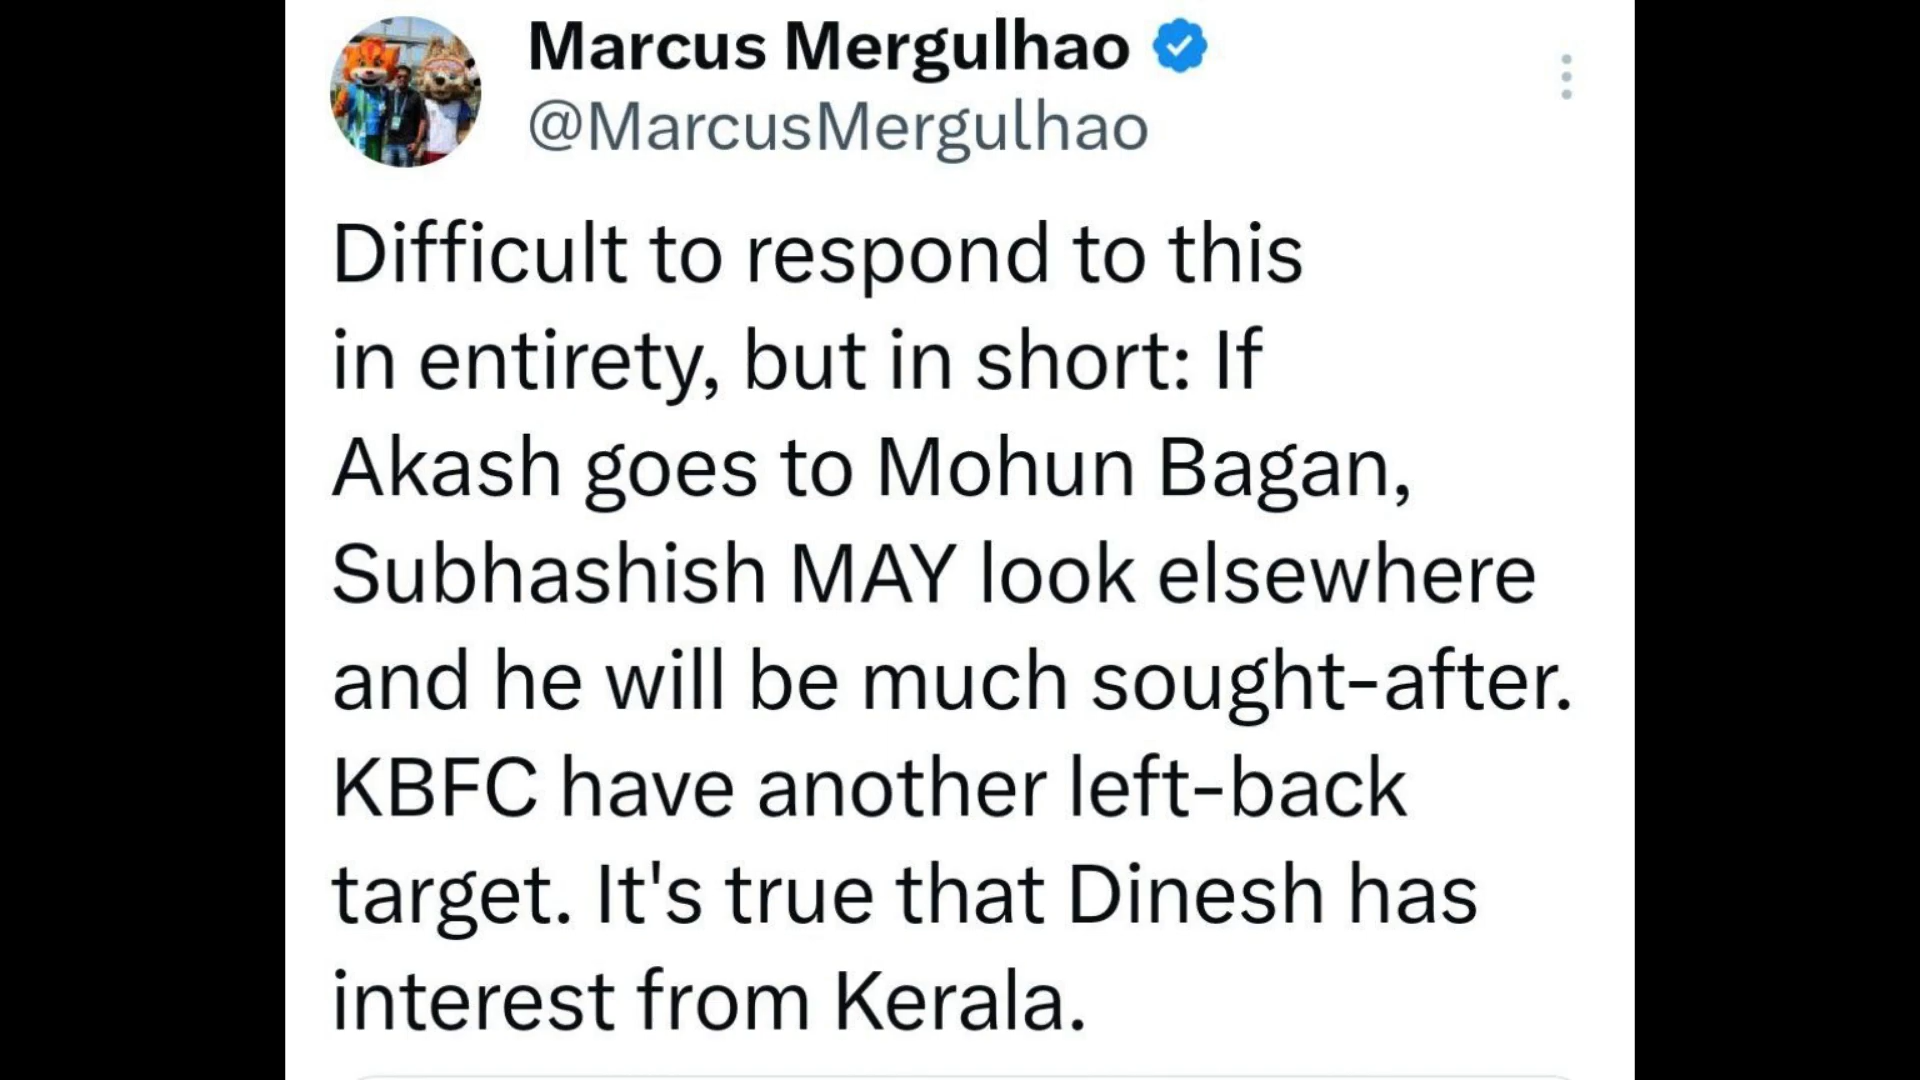 Marcus Mergulhao
@MarcusMergulhao
Difficult to respond to this
in entirety, but in short: If
Akash goes to Mohun Bagan,
Subhashish MAY look elsewhere
and he will be much sought-after.
KBFC have another left-back
target. It's true that Dinesh has
interest from Kerala.